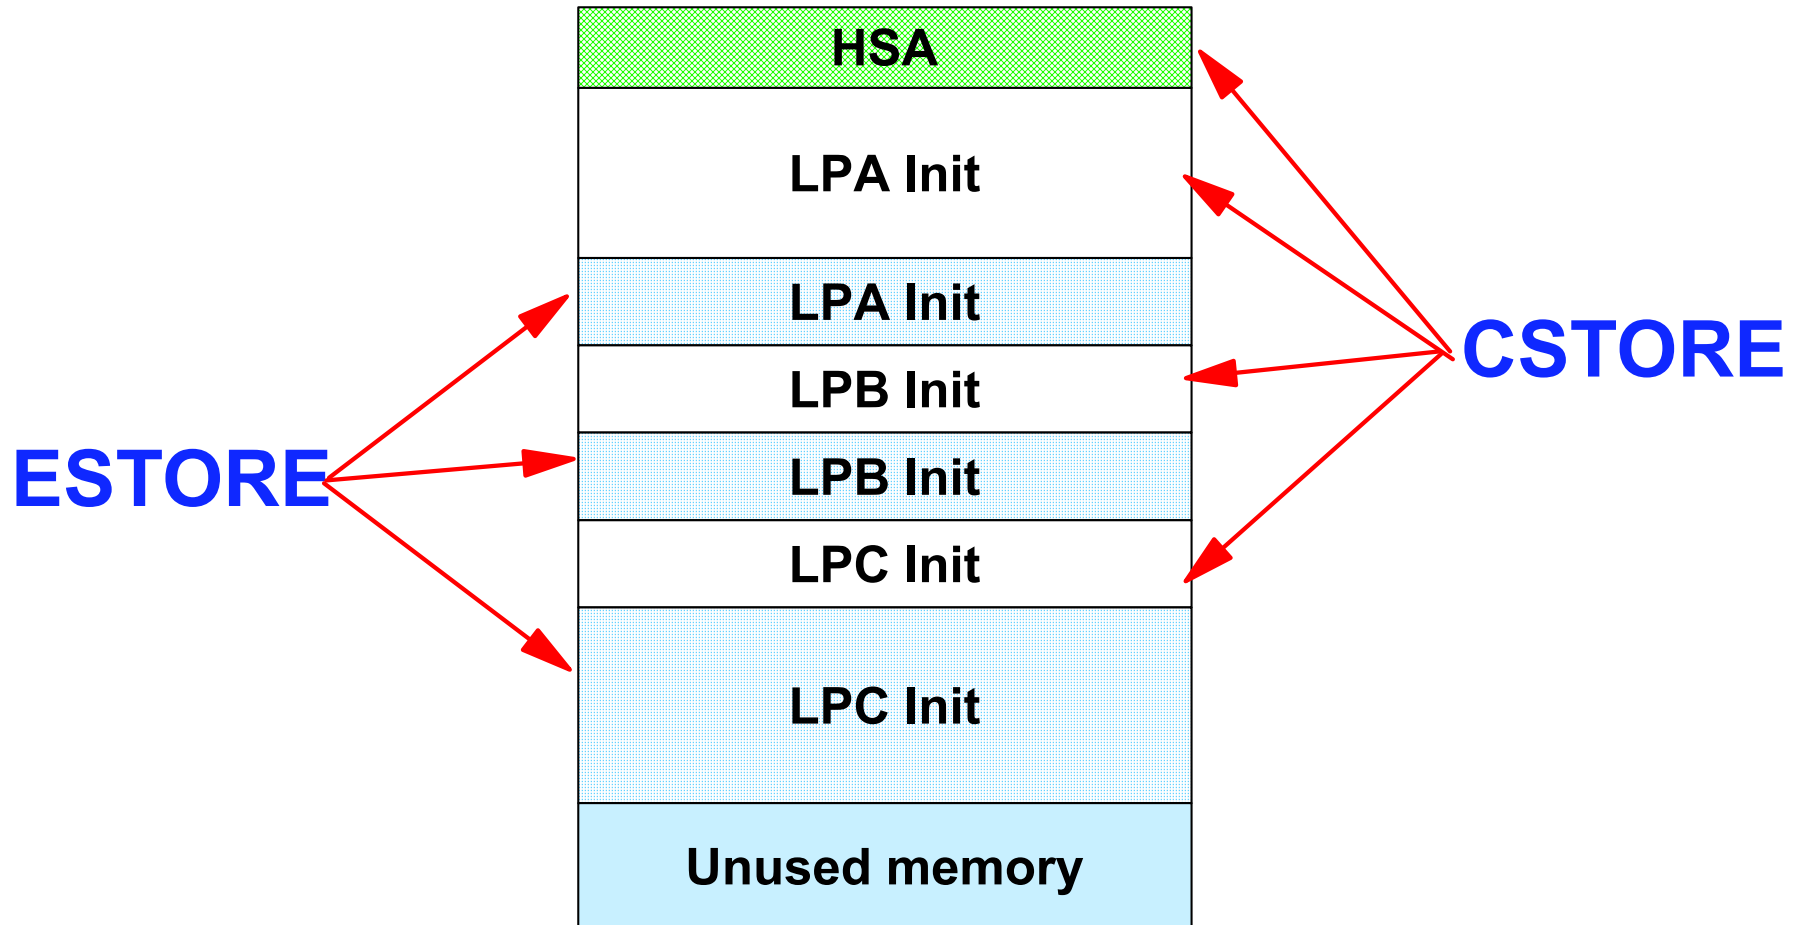 HSA
LPA Init
LPA Init
CSTORE
LPB Init
ESTORE
LPB Init
LPC Init
LPC Init
Unused memory